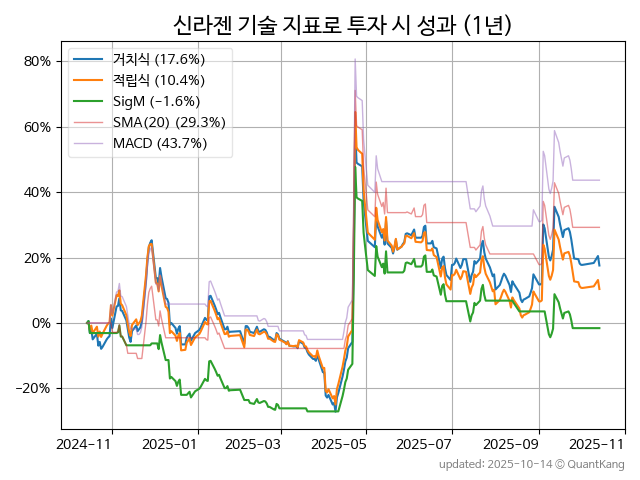 신라젠 기술 지표로 투자 시 성과 (1년)
거치식 (17.6%)
적립식 (10.4%)
SigM (−1.6%)
SMA(20) (29.3%)
MACD (43.7%)
80%
60%
40%
20%
0%
−20%
2024-11
2025-01
2025-03
2025-05
2025-07
2025-09
2025-11
updated: 2025-10-14 © QuantKang